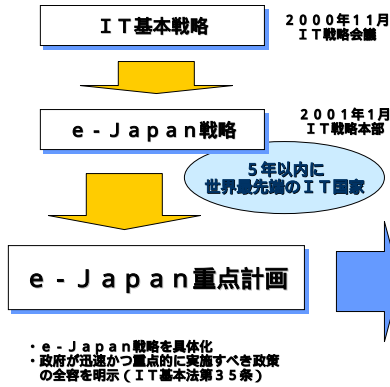 ＩＴ基本戦略
２０００年１１月
ＩＴ戦略会議
ｅ‐Ｊａｐａｎ戦略
２００１年１月
ＩＴ戦略本部
５年以内に
世界最先端のＩＴ国家
ｅ‐Ｊａｐａｎ重点計画
・ｅ‐Ｊａｐａｎ戦略を具体化
・政府が迅速かつ重点的に実施すべき政策
の全容を明示（ＩＴ基本法第３５条）